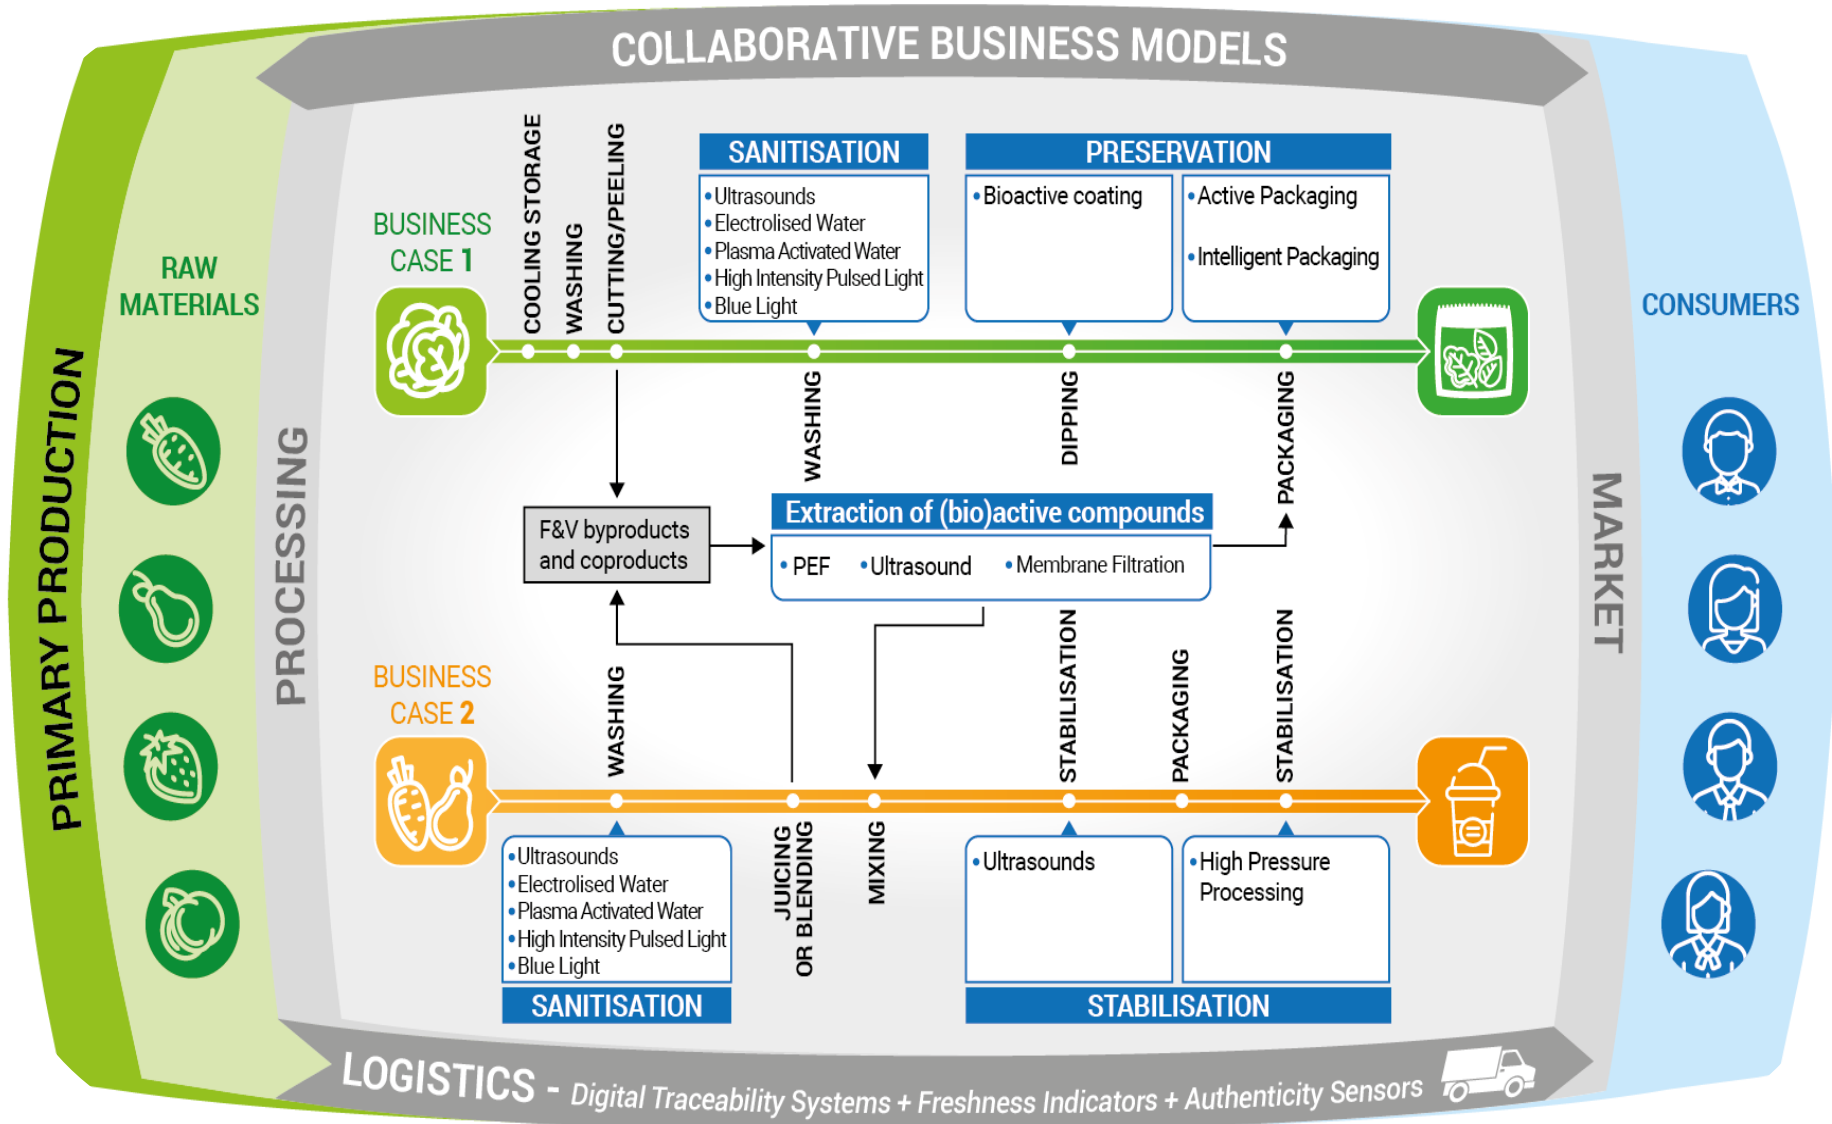 COLLABORATIVE BUSINESS MODELS
PRIMARY PRODUCTION
RAW
MATERIALS
PROCESSING
BUSINESS
CASE 1
COOLING STORAGE
WASHING
CUTTING/PEELING
SANITISATION
• Ultrasounds
• Electrolised Water
• Plasma Activated Water
• High Intensity Pulsed Light
• Blue Light
PRESERVATION
• Bioactive coating
• Active Packaging
• Intelligent Packaging
WASHING
DIPPING
PACKAGING
F&V byproducts
and coproducts
Extraction of (bio)active compounds
• PEF
• Ultrasound
• Membrane Filtration
BUSINESS
CASE 2
WASHING
STABILISATION
PACKAGING
STABILISATION
• Ultrasounds
• Electrolised Water
• Plasma Activated Water
• High Intensity Pulsed Light
• Blue Light
SANITISATION
JUICING
OR BLENDING
MIXING
• Ultrasounds
• High Pressure
Processing
STABILISATION
MARKET
CONSUMERS
LOGISTICS - Digital Traceability Systems + Freshness Indicators + Authenticity Sensors